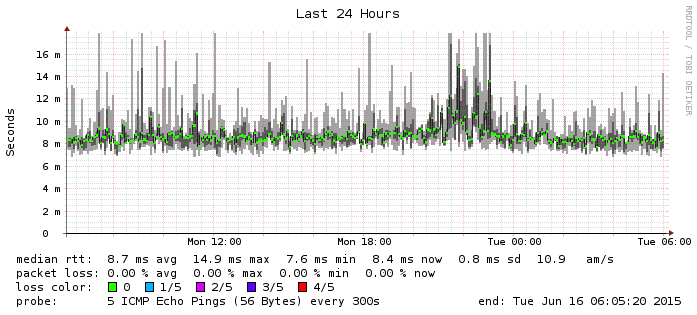 Last 24 Hours
RRDTOOL / TOBI OETIKER
Seconds
16 m
14 m
12 m
10 m
8 m
6 m
4 m
2 m
0
Mon 12:00 Mon 18:00 Tue 00:00 Tue 06:00
median rtt: 8.7 ms avg 14.9 ms max 7.6 ms min 8.4 ms now 0.8 ms sd 10.9 am/s
packet loss: 0.00 % avg 0.00 % max 0.00 % min 0.00 % now
loss color: 0 1/5 2/5 3/5 4/5
probe: 5 ICMP Echo Pings (56 Bytes) every 300s end: Tue Jun 16 06:05:20 2015